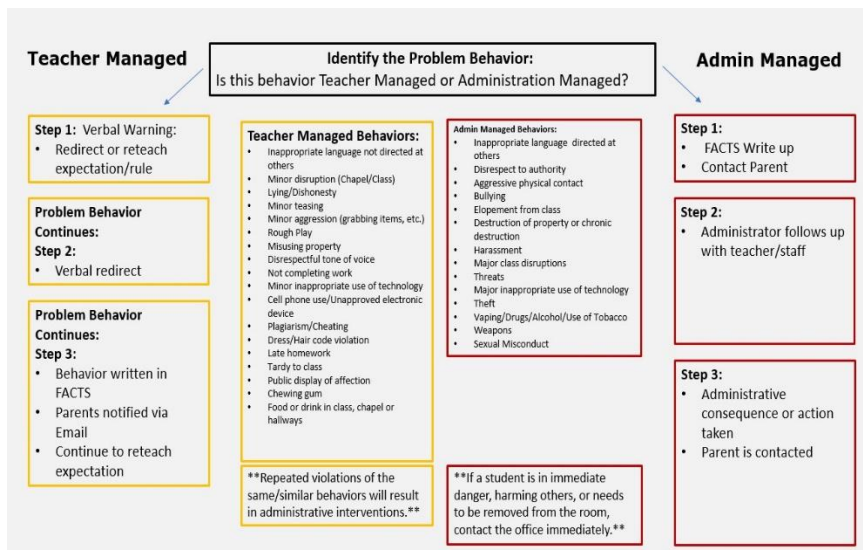 Teacher Managed
Identify the Problem Behavior:
Is this behavior Teacher Managed or Administration Managed?
Admin Managed
Step 1: Verbal Warning:
• Redirect or reteach
expectation/rule
Problem Behavior
Continues:
Step 2:
• Verbal redirect
Problem Behavior
Continues:
Step 3:
• Behavior written in
FACTS
• Parents notified via
Email
• Continue to reteach
expectation
Teacher Managed Behaviors:
• Inappropriate language not directed at
others
• Minor disruption (Chapel/Class)
• Lying/Dishonesty
• Minor teasing
• Minor aggression (grabbing items, etc.)
• Rough Play
• Misusing property
• Disrespectful tone of voice
• Not completing work
• Minor inappropriate use of technology
• Cell phone use/Unapproved electronic
device
• Plagiarism/Cheating
• Dress/Hair code violation
• Late homework
• Tardy to class
• Public display of affection
• Chewing gum
• Food or drink in class, chapel or
hallways
**Repeated violations of the
same/similar behaviors will result
in administrative interventions.**
Admin Managed Behaviors:
• Inappropriate language directed at
others
• Disrespect to authority
• Aggressive physical contact
• Bullying
• Elopement from class
• Destruction of property or chronic
destruction
• Harassment
• Major class disruptions
• Threats
• Major inappropriate use of technology
• Theft
• Vaping/Drugs/Alcohol/Use of Tobacco
• Weapons
• Sexual Misconduct
**If a student is in immediate
danger, harming others, or needs
to be removed from the room,
contact the office immediately.**
Step 1:
• FACTS Write up
• Contact Parent
Step 2:
• Administrator follows up
with teacher/staff
Step 3:
• Administrative
consequence or action
taken
• Parent is contacted